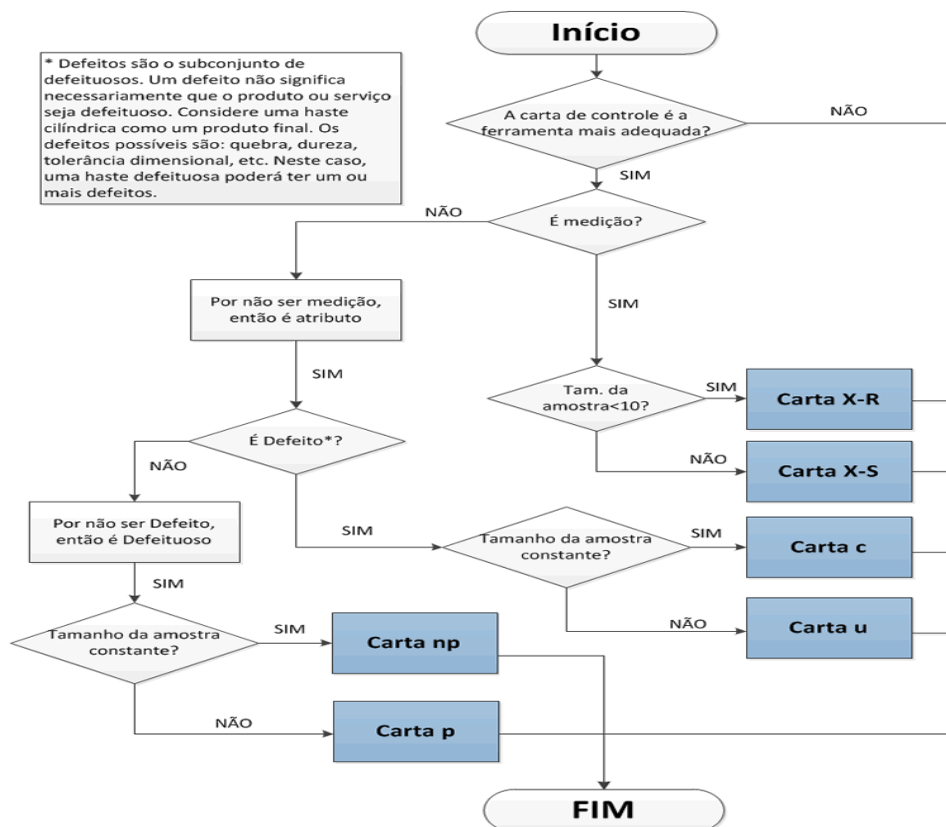 Início
* Defeitos são o subconjunto de
defeituosos. Um defeito não significa
necessariamente que o produto ou serviço
seja defeituoso. Considere uma haste
cilíndrica como um produto final. Os
defeitos possíveis são: quebra, dureza,
tolerância dimensional, etc. Neste caso,
uma haste defeituosa poderá ter um ou
mais defeitos.
A carta de controle é a
ferramenta mais adequada?
NÃO
SIM
É medição?
NÃO
SIM
Por não ser medição,
então é atributo
SIM
Tam. da
amostra<10?
SIM
Carta X-R
NÃO
Carta X-S
É Defeito*?
NÃO
SIM
Por não ser Defeito,
então é Defeituoso
SIM
Tamanho da amostra
constante?
SIM
Carta c
NÃO
Carta u
Tamanho da amostra
constante?
SIM
Carta np
NÃO
Carta p
FIM